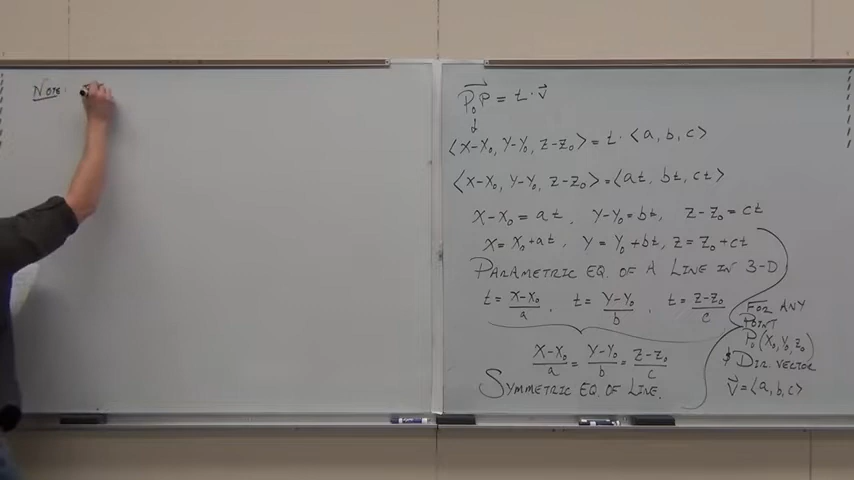 NOTE:
P₀P = t · v⃗
⟨x-x₀, y-y₀, z-z₀⟩ = t · ⟨a, b, c⟩
⟨x-x₀, y-y₀, z-z₀⟩ = ⟨at, bt, ct⟩
x-x₀ = at, y-y₀ = bt, z-z₀ = ct
x = x₀+at, y = y₀+bt, z = z₀+ct
PARAMETRIC EQ. OF A LINE IN 3-D
t = (x-x₀)/a, t = (y-y₀)/b, t = (z-z₀)/c
(x-x₀)/a = (y-y₀)/b = (z-z₀)/c
SYMMETRIC EQ. OF LINE.
FOR ANY
POINT
P₀(x₀, y₀, z₀)
& DIR. VECTOR
v⃗ = ⟨a, b, c⟩